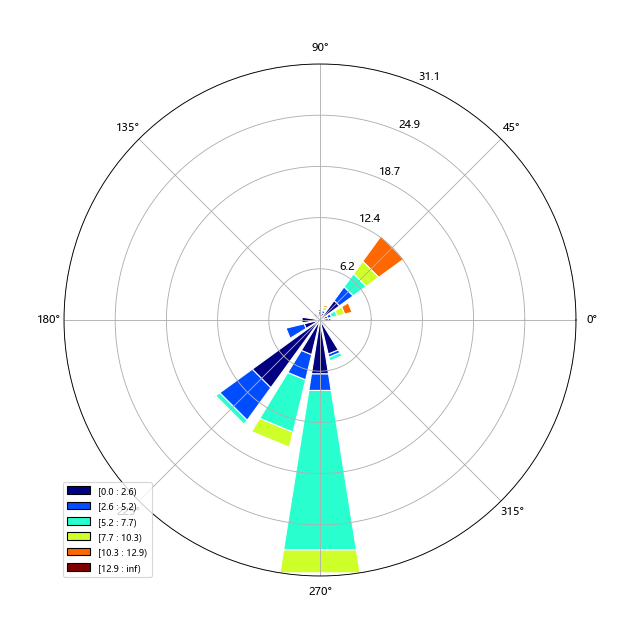 90°
31.1
135°
24.9
45°
18.7
12.4
6.2
180°
0°
[0.0 : 2.6)
[2.6 : 5.2)
225°
315°
[5.2 : 7.7)
[7.7 : 10.3)
[10.3 : 12.9)
[12.9 : inf)
270°